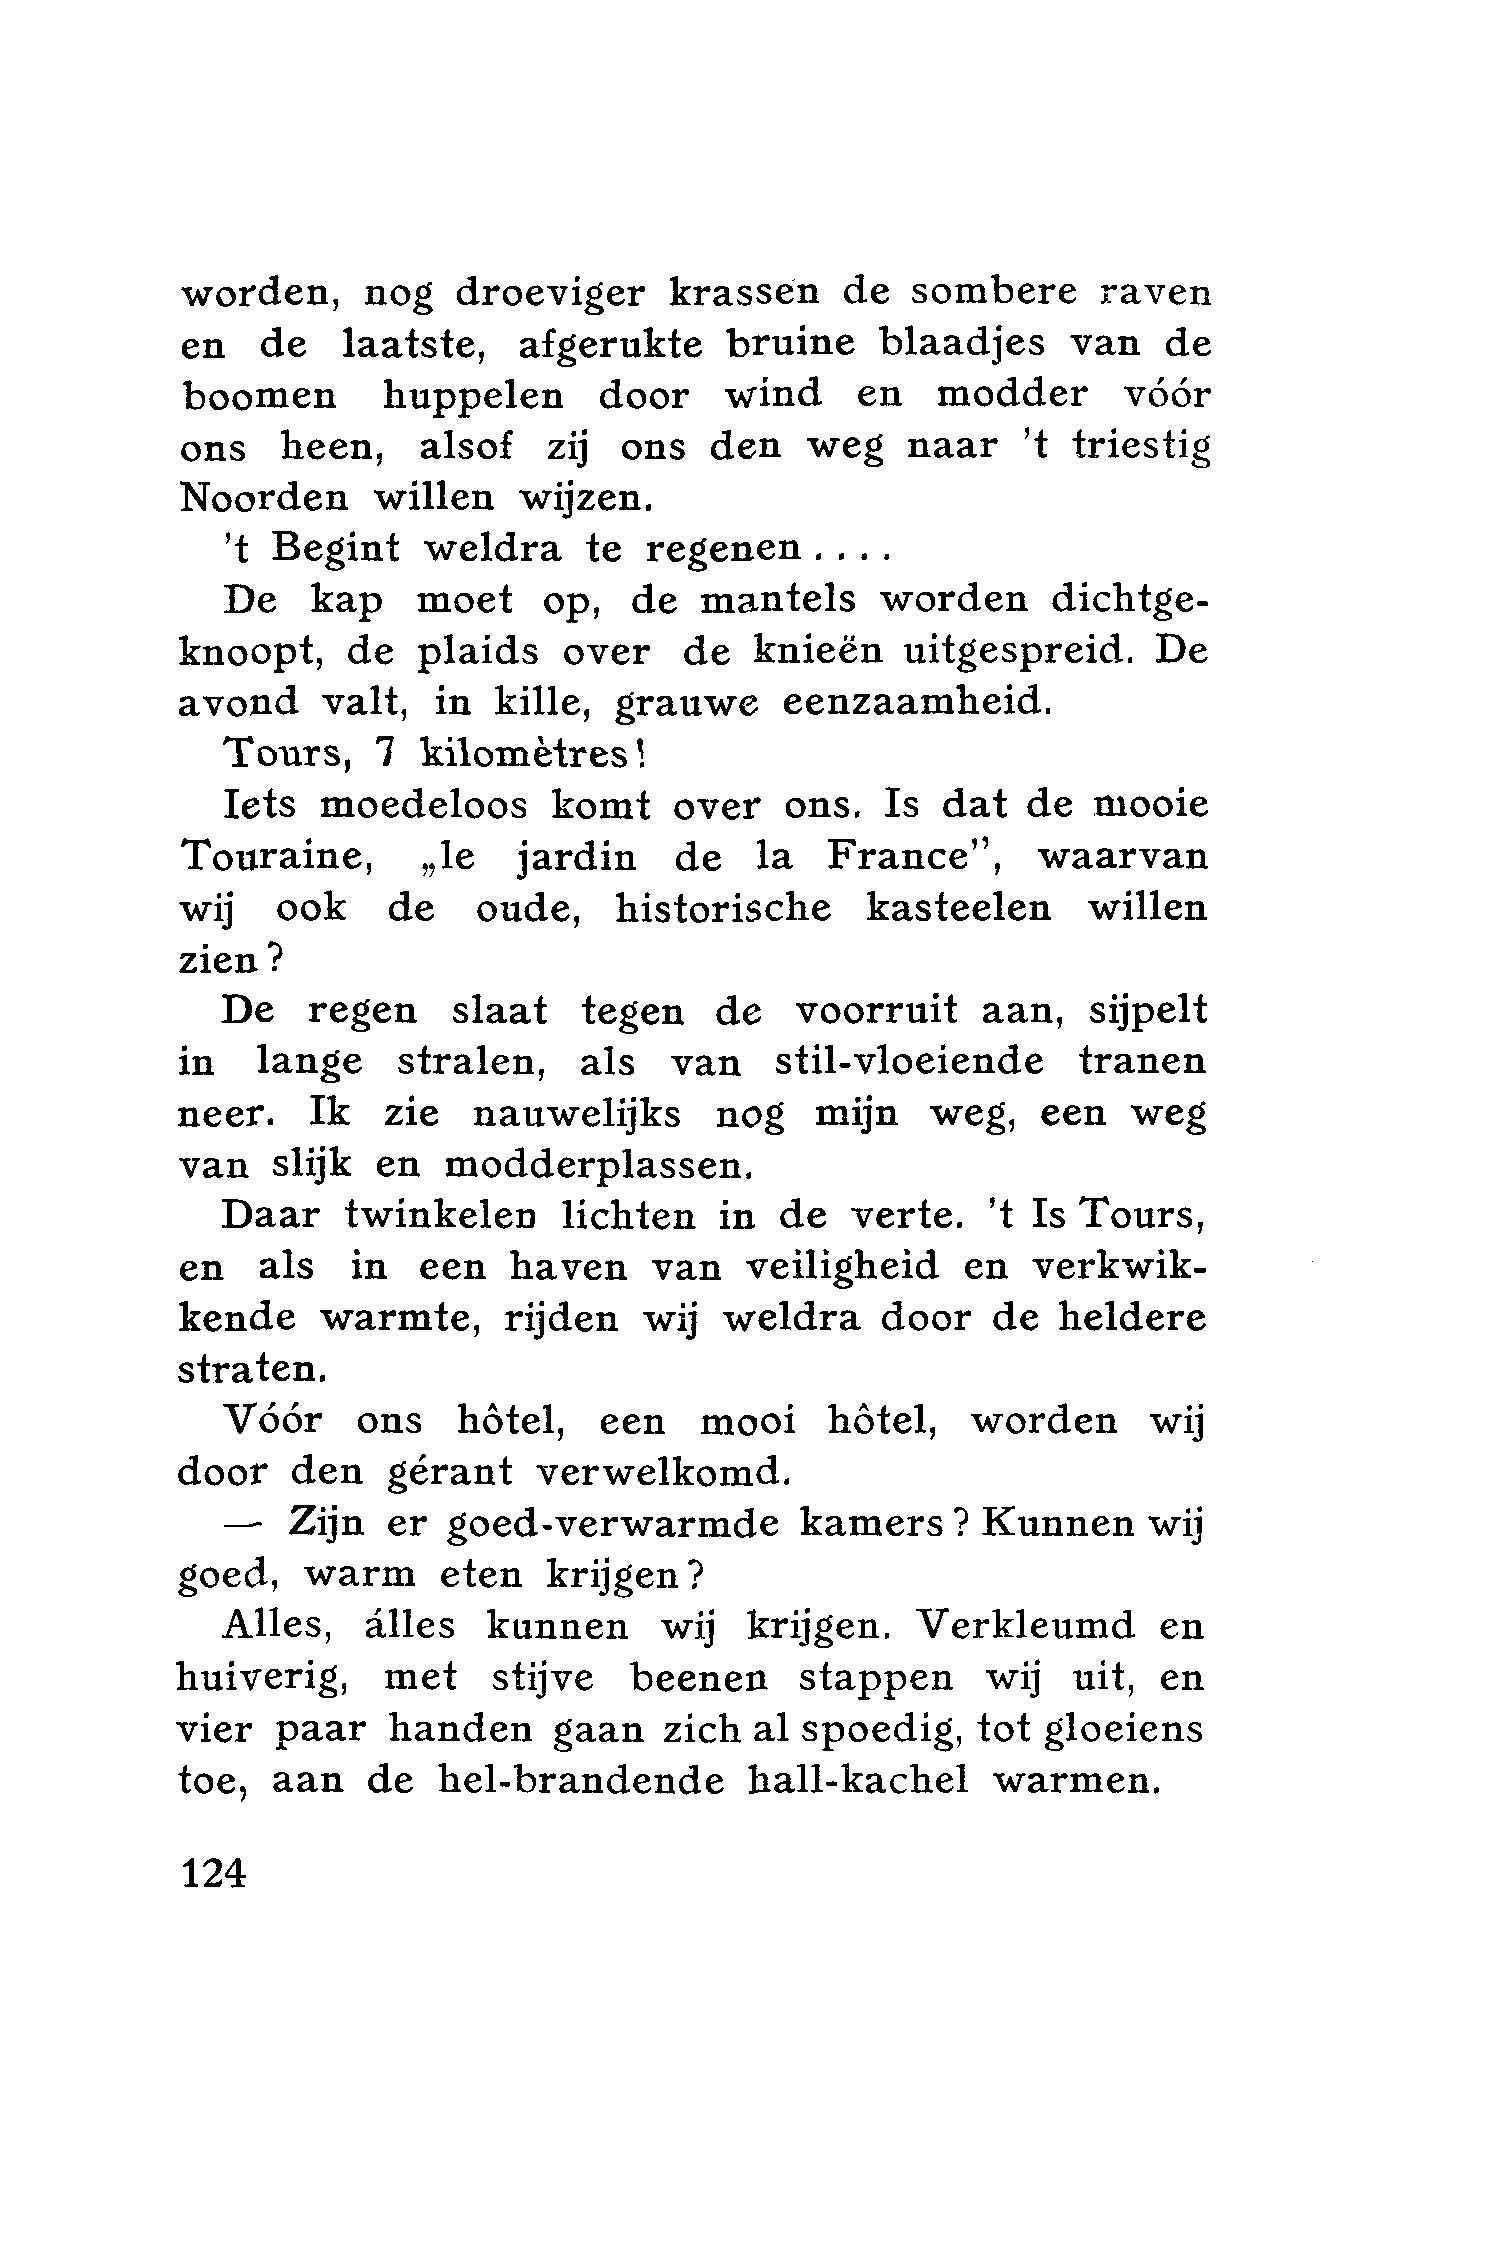 worden, nog droeviger krassen de sombere raven
en de laatste, afgerukte bruine blaadjes van de
boomen huppelen door wind en modder vóór
ons heen, alsof zij ons den weg naar 't triestig
Noorden willen wijzen.
't Begint weldra te regenen....
De kap moet op, de mantels worden dichtge-
knoopt, de plaids over de knieën uitgespreid. De
avond valt, in kille, grauwe eenzaamheid.
Tours, 7 kilomètres!
Iets moedeloos komt over ons. Is dat de mooie
Touraine, „le jardin de la France”, waarvan
wij ook de oude, historische kasteelen willen
zien?
De regen slaat tegen de voorruit aan, sijpelt
in lange stralen, als van stil-vloeiende tranen
neer. Ik zie nauwelijks nog mijn weg, een weg
van slijk en modderplassen.
Daar twinkelen lichten in de verte. 't Is Tours,
en als in een haven van veiligheid en verkwik-
kende warmte, rijden wij weldra door de heldere
straten.
Vóór ons hôtel, een mooi hôtel, worden wij
door den gérant verwelkomd.
— Zijn er goed-verwarmde kamers? Kunnen wij
goed, warm eten krijgen?
Alles, álles kunnen wij krijgen. Verkleumd en
huiverig, met stijve beenen stappen wij uit, en
vier paar handen gaan zich al spoedig, tot gloeiens
toe, aan de hel-brandende hall-kachel warmen.
124